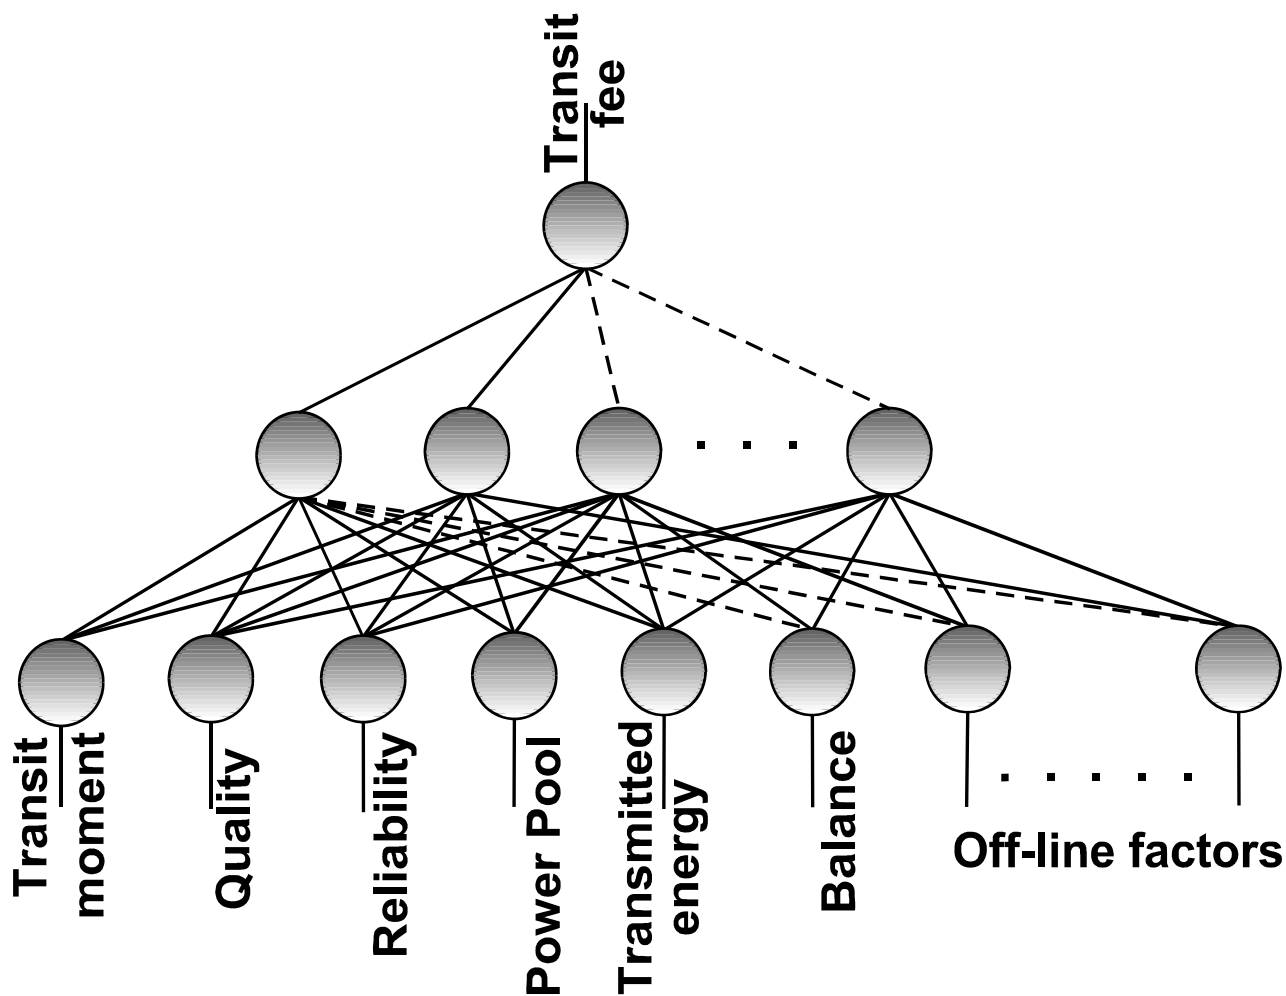 Transit
fee
Transit
moment
Quality
Reliability
Power Pool
Transmitted
energy
Balance
Off-line factors